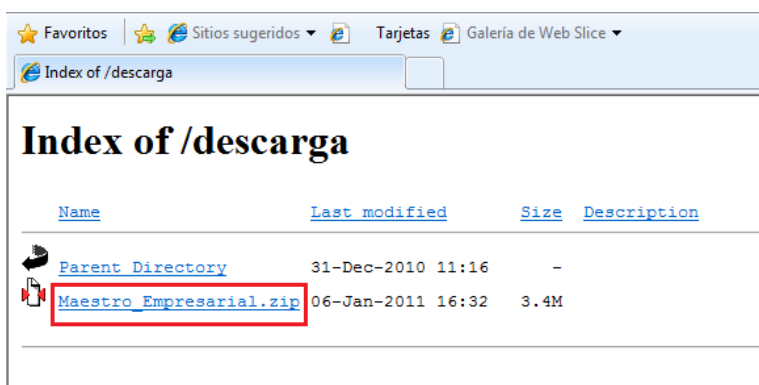 Favoritos Sitios sugeridos Tarjetas Galería de Web Slice
Index of /descarga
Index of /descarga
Name Last modified Size Description
Parent Directory 31-Dec-2010 11:16 -
Maestro_Empresarial.zip 06-Jan-2011 16:32 3.4M